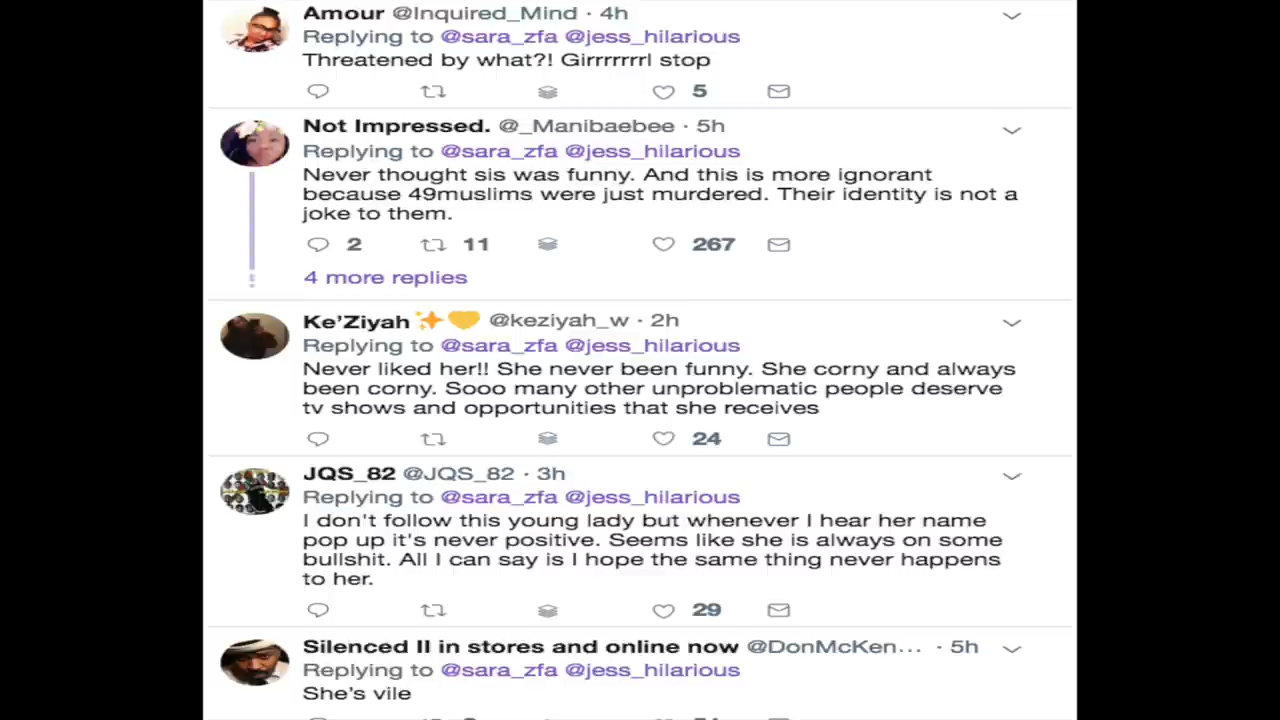 Amour @Inquired_Mind · 4h
Replying to @sara_zfa @jess_hilarious
Threatened by what?! Girrrrrrrl stop
5
Not Impressed. @_Manibaebee · 5h
Replying to @sara_zfa @jess_hilarious
Never thought sis was funny. And this is more ignorant
because 49muslims were just murdered. Their identity is not a
joke to them.
2 11 267
4 more replies
Ke'Ziyah✨💛 @keziyah_w · 2h
Replying to @sara_zfa @jess_hilarious
Never liked her!! She never been funny. She corny and always
been corny. Sooo many other unproblematic people deserve
tv shows and opportunities that she receives
24
JQS_82 @JQS_82 · 3h
Replying to @sara_zfa @jess_hilarious
I don't follow this young lady but whenever I hear her name
pop up it's never positive. Seems like she is always on some
bullshit. All I can say is I hope the same thing never happens
to her.
29
Silenced II in stores and online now @DonMcKen... · 5h
Replying to @sara_zfa @jess_hilarious
She's vile